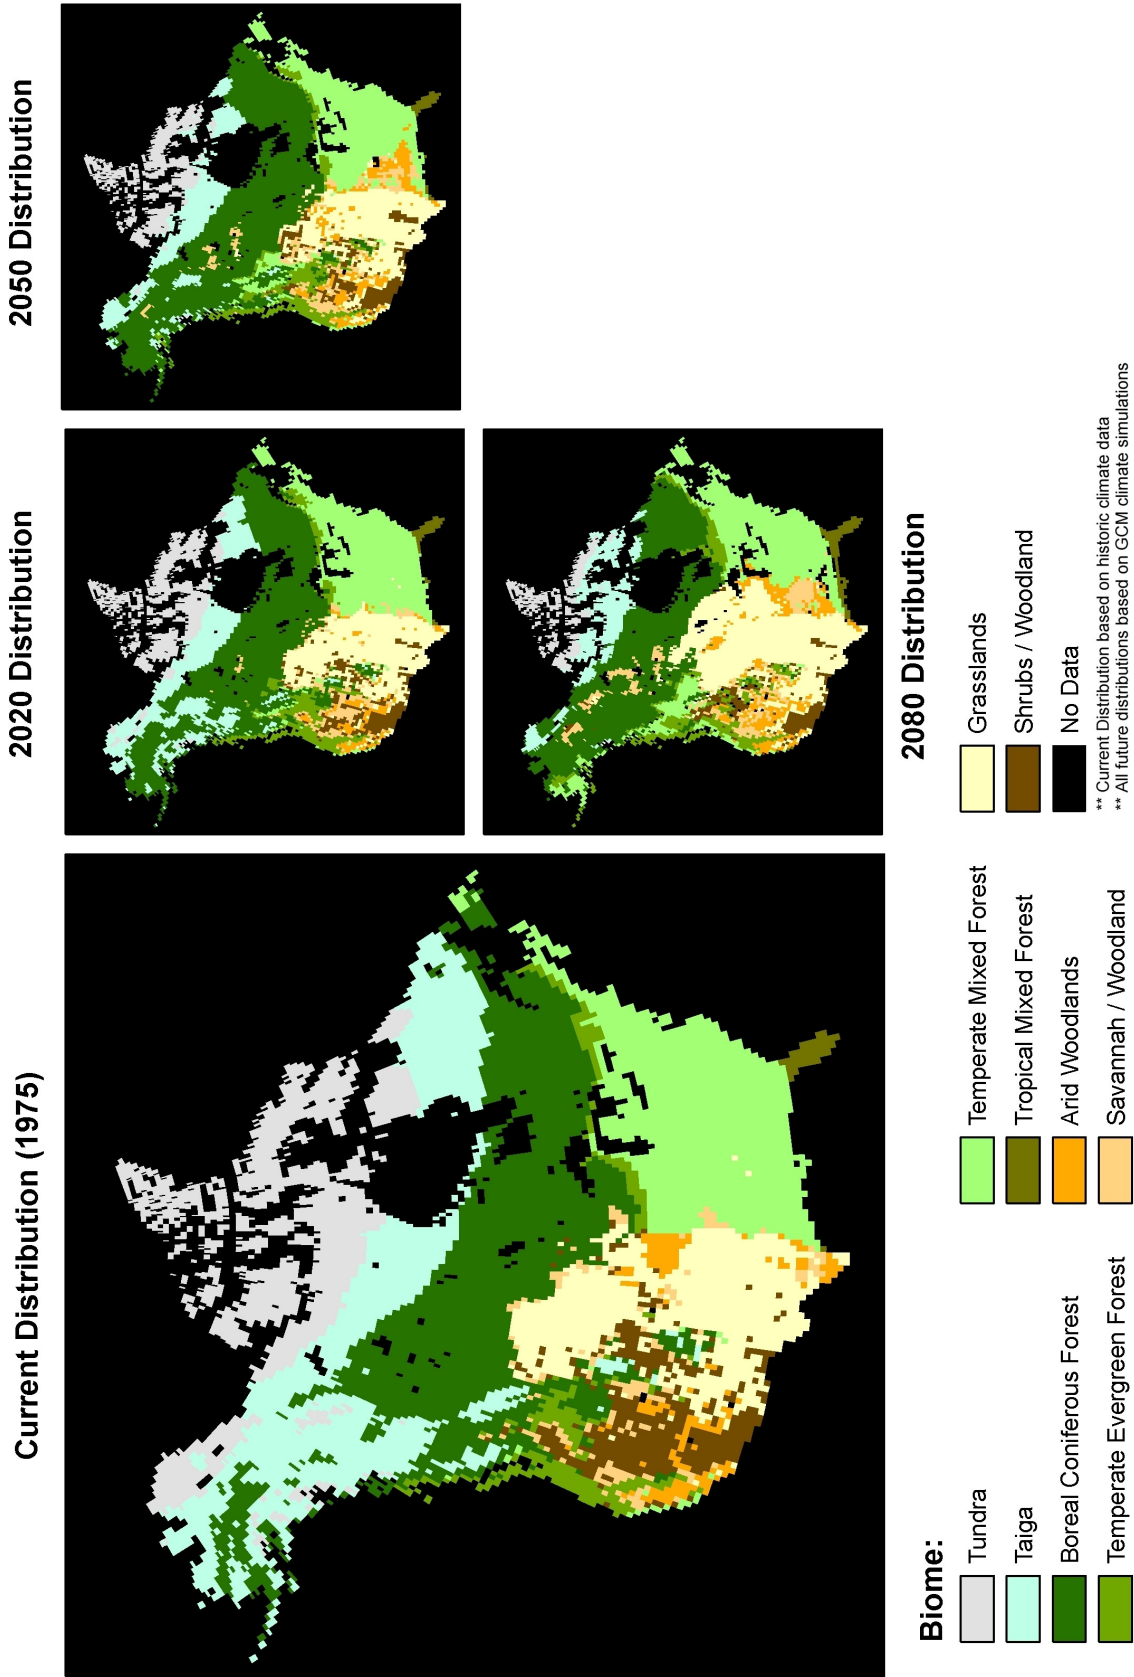 Current Distribution (1975)
2020 Distribution
2050 Distribution
2080 Distribution
Biome:
Tundra
Taiga
Boreal Coniferous Forest
Temperate Evergreen Forest
Temperate Mixed Forest
Tropical Mixed Forest
Arid Woodlands
Savannah / Woodland
Grasslands
Shrubs / Woodland
No Data
** Current Distribution based on historic climate data
** All future distributions based on GCM climate simulations